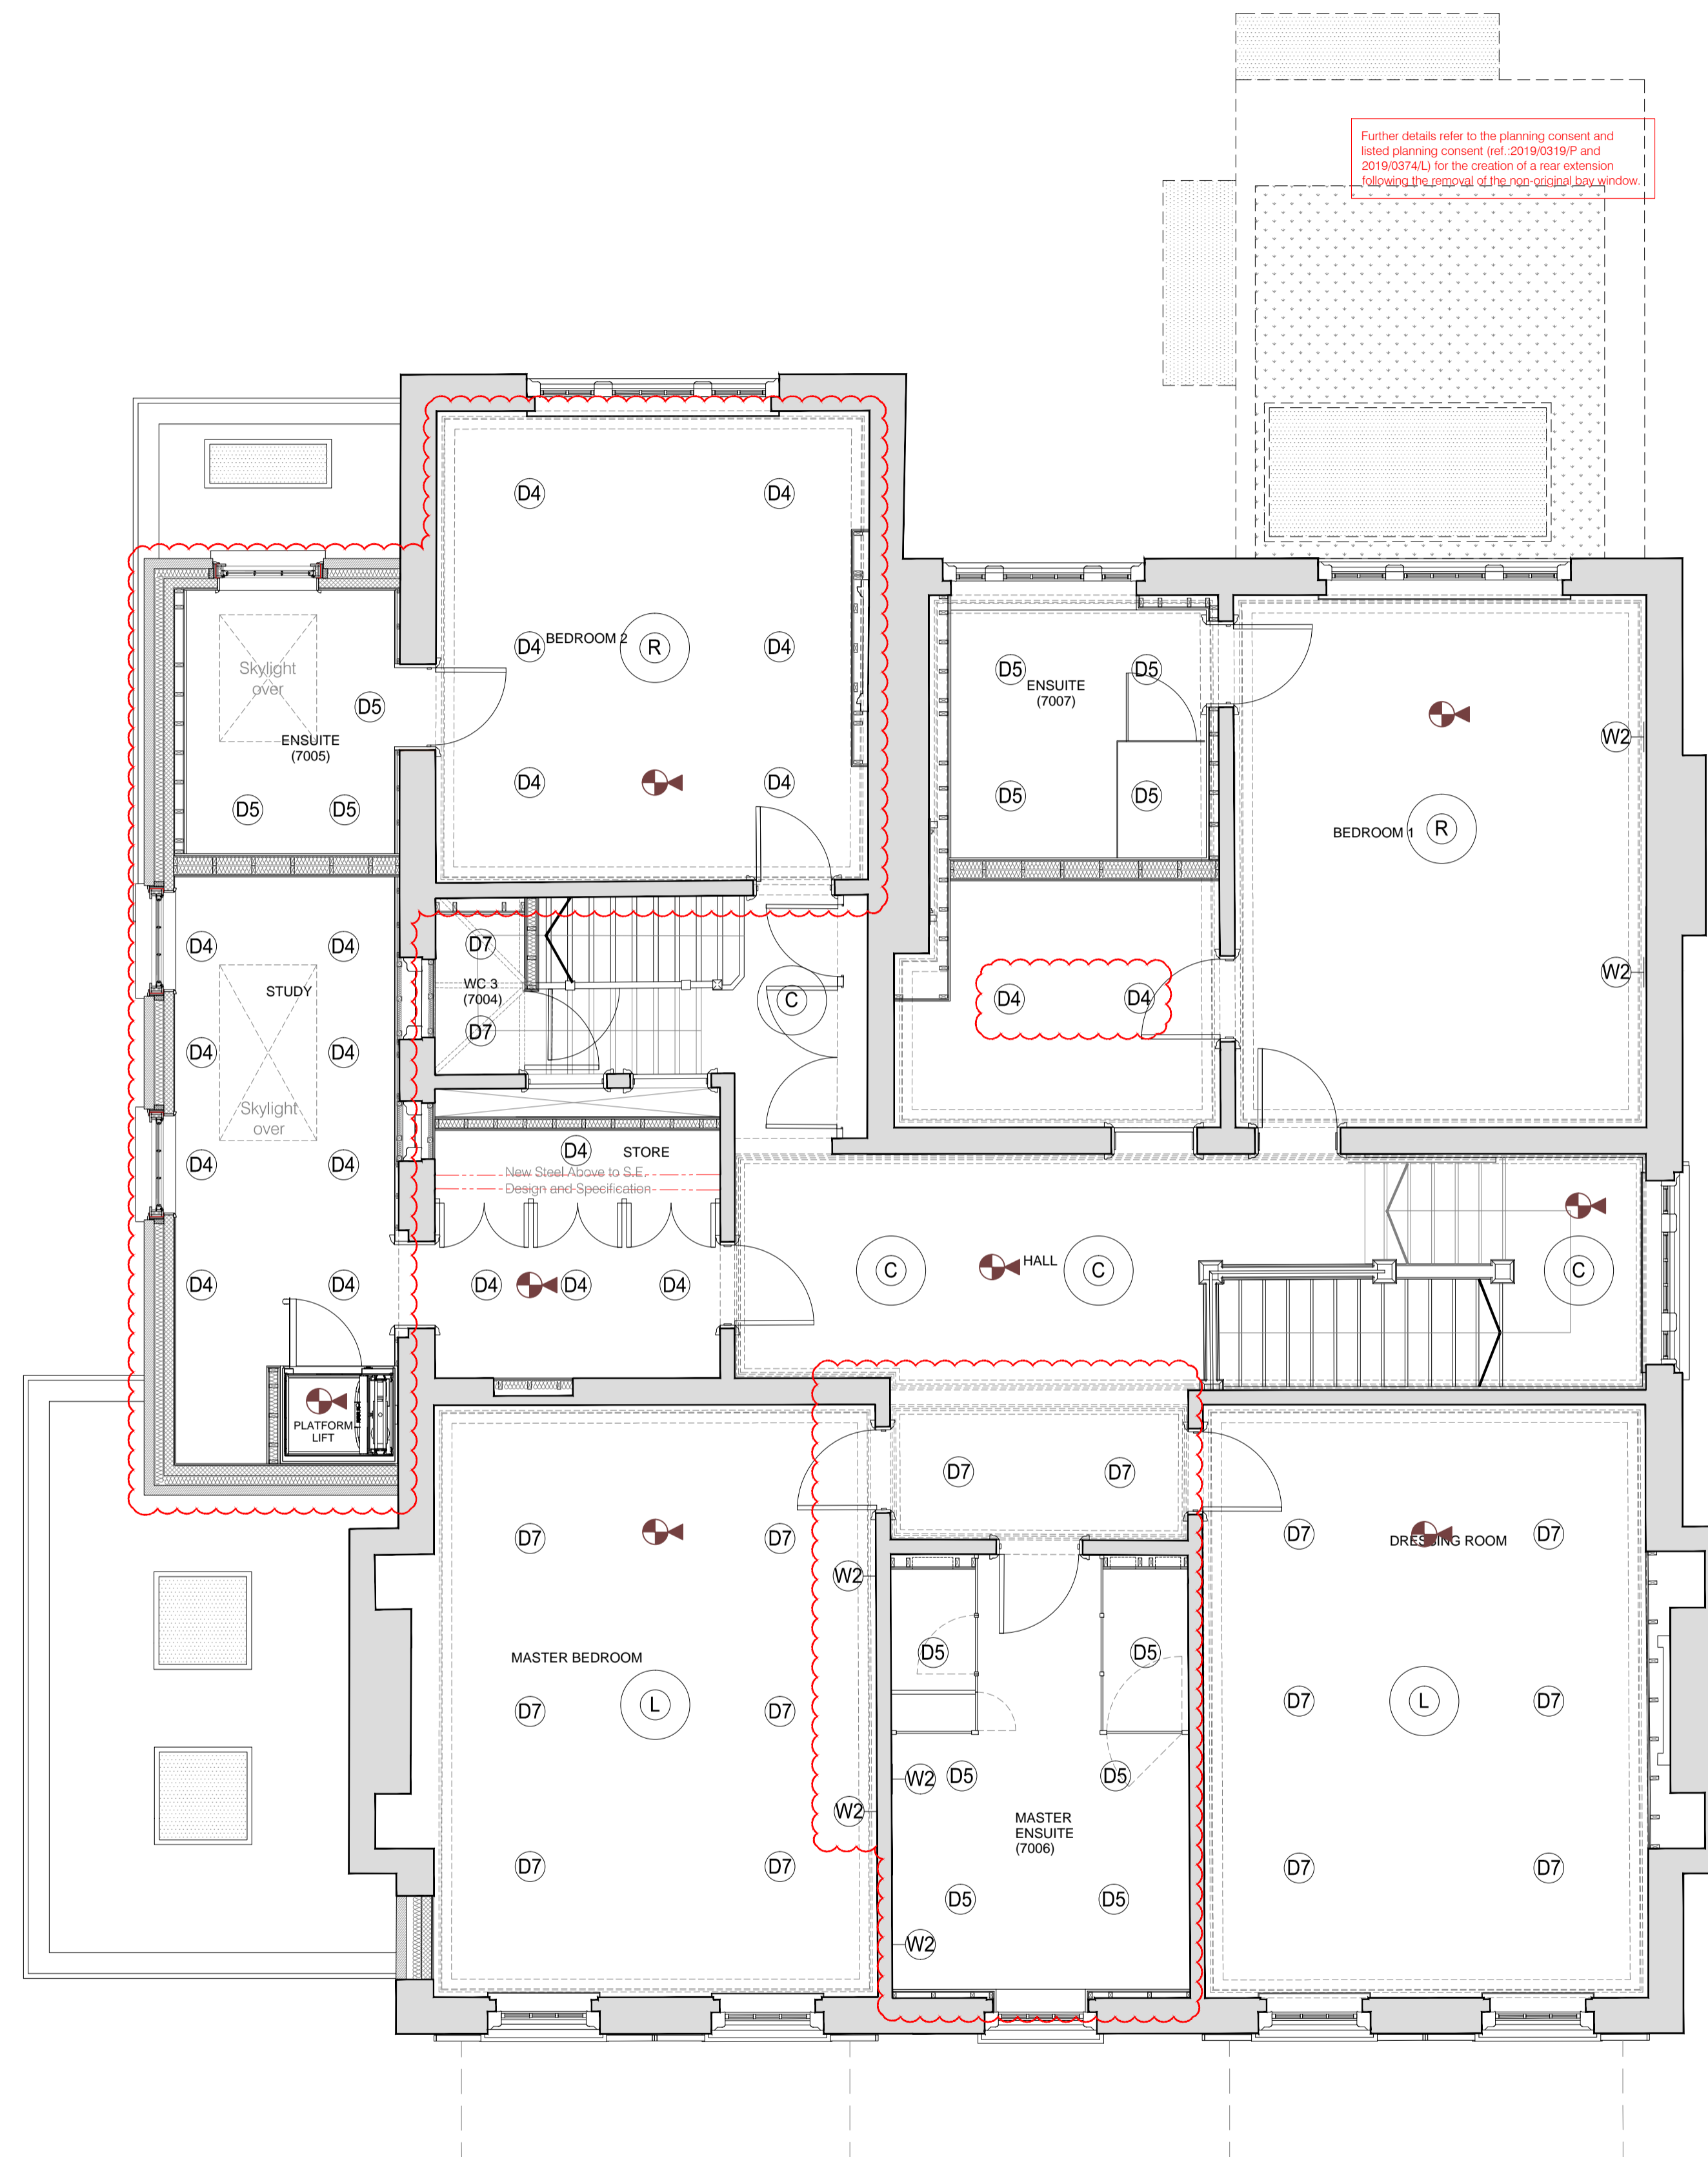 Further details refer to the planning consent and
listed planning consent (ref.:2019/0319/P and
2019/0374/L) for the creation of a rear extension
following the removal of the non-original bay window.
D4
D4
D4
BEDROOM 2
R
D4
D4
D4
Skylight
over
D5
ENSUITE
(7005)
D5
D5
D5
D5
ENSUITE
(7007)
D5
D5
W2
BEDROOM 1
R
W2
D4
D4
STUDY
D4
D4
Skylight
over
D4
D4
D4
D4
D7
WC 3
(7004)
D7
C
D4
D4
D4
STORE
New Steel Above to S.E.
Design and Specification
D4
D4
D4
C
HALL
C
C
PLATFORM
LIFT
D7
D7
D7
D7
W2
MASTER BEDROOM
L
D7
D7
W2
D7
D7
D5
D5
W2
D5
D5
MASTER
ENSUITE
(7006)
D5
D5
W2
D7
D7
DRESSING ROOM
D7
L
D7
D7
D7